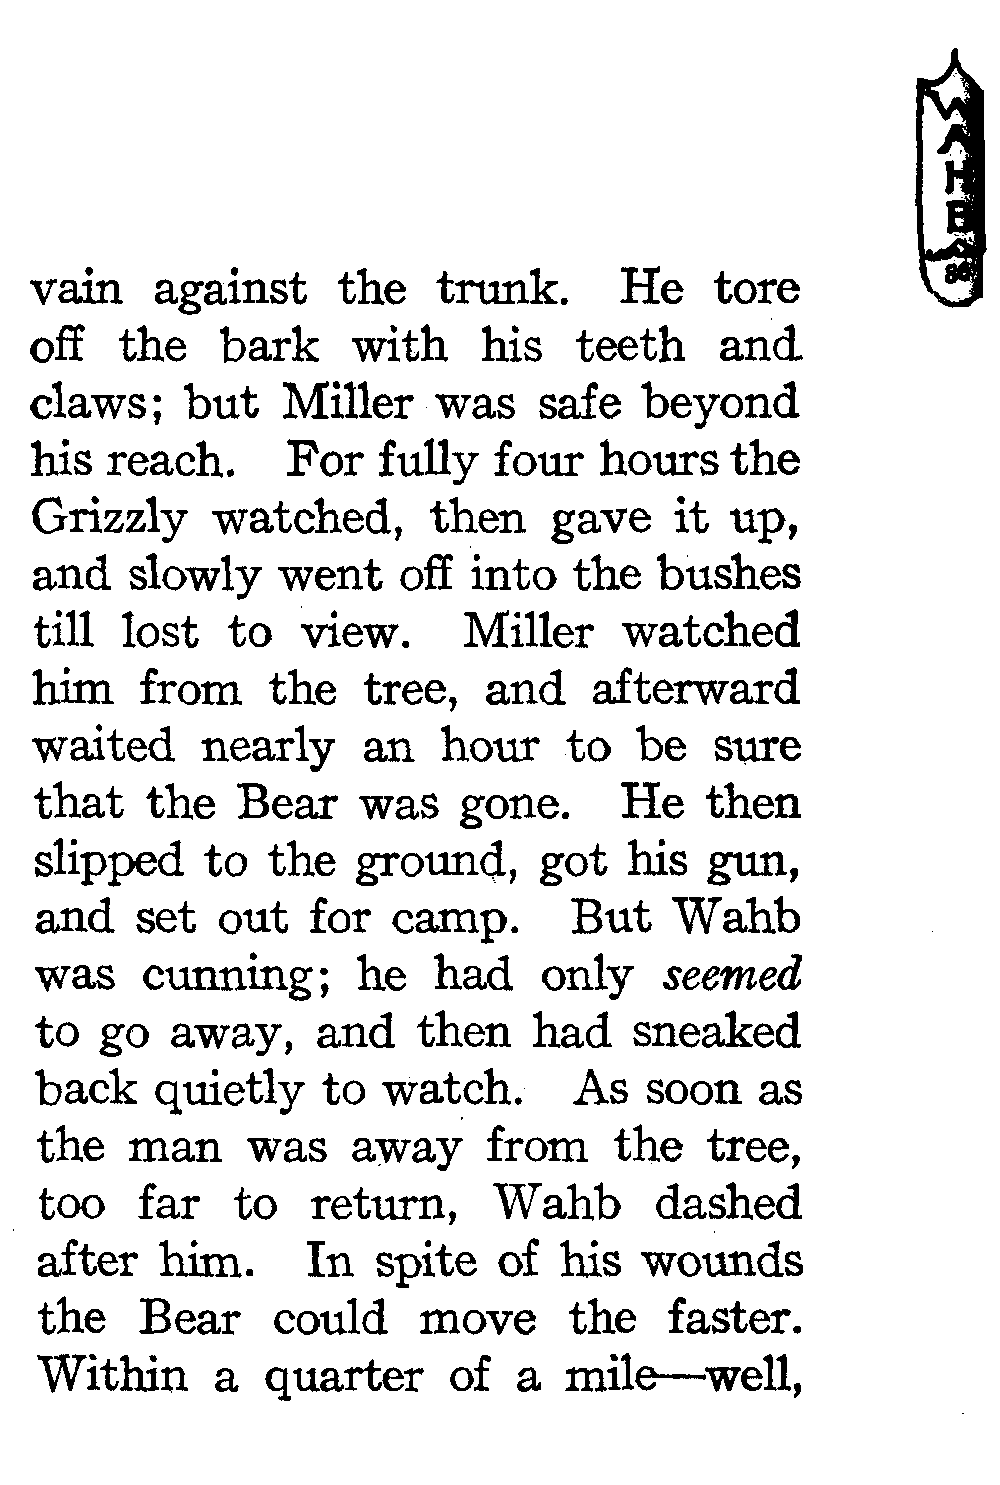 WAHB
86
vain against the trunk. He tore
off the bark with his teeth and
claws; but Miller was safe beyond
his reach. For fully four hours the
Grizzly watched, then gave it up,
and slowly went off into the bushes
till lost to view. Miller watched
him from the tree, and afterward
waited nearly an hour to be sure
that the Bear was gone. He then
slipped to the ground, got his gun,
and set out for camp. But Wahb
was cunning; he had only seemed
to go away, and then had sneaked
back quietly to watch. As soon as
the man was away from the tree,
too far to return, Wahb dashed
after him. In spite of his wounds
the Bear could move the faster.
Within a quarter of a mile—well,